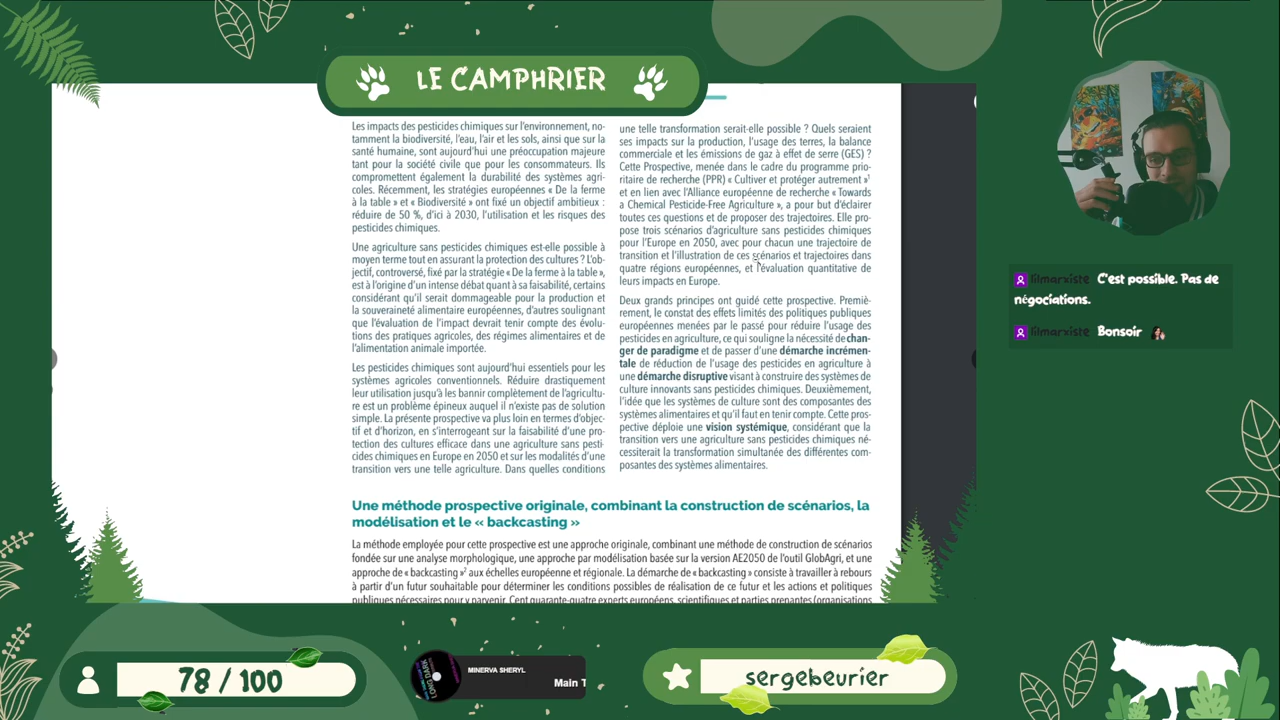 LE CAMPHRIER
Les impacts des pesticides chimiques sur l'environnement, no-
tamment la biodiversité, l'eau, l'air et les sols, ainsi que sur la
santé humaine, sont aujourd'hui une préoccupation majeure
tant pour la société civile que pour les consommateurs. Ils
compromettent également la durabilité des systèmes agri-
coles. Récemment, les stratégies européennes « De la ferme
à la table » et « Biodiversité » ont fixé un objectif ambitieux :
réduire de 50 %, d'ici à 2030, l'utilisation et les risques des
pesticides chimiques.
Une agriculture sans pesticides chimiques est-elle possible à
moyen terme tout en assurant la protection des cultures ? L'ob-
jectif, controversé, fixé par la stratégie « De la ferme à la table »,
est à l'origine d'un intense débat quant à sa faisabilité, certains
considérant qu'il serait dommageable pour la production et
la souveraineté alimentaire européennes, d'autres soulignant
que l'évaluation de l'impact devrait tenir compte des évolu-
tions des pratiques agricoles, des régimes alimentaires et de
l'alimentation animale importée.
Les pesticides chimiques sont aujourd'hui essentiels pour les
systèmes agricoles conventionnels. Réduire drastiquement
leur utilisation jusqu'à les bannir complètement de l'agricultu-
re est un problème épineux auquel il n'existe pas de solution
simple. La présente prospective va plus loin en termes d'objec-
tif et d'horizon, en s'interrogeant sur la faisabilité d'une pro-
tection des cultures efficace dans une agriculture sans pesti-
cides chimiques en Europe en 2050 et sur les modalités d'une
transition vers une telle agriculture. Dans quelles conditions
une telle transformation serait-elle possible ? Quels seraient
ses impacts sur la production, l'usage des terres, la balance
commerciale et les émissions de gaz à effet de serre (GES) ?
Cette Prospective, menée dans le cadre du programme prio-
ritaire de recherche (PPR) « Cultiver et protéger autrement »¹
et en lien avec l'Alliance européenne de recherche « Towards
a Chemical Pesticide-Free Agriculture », a pour but d'éclairer
toutes ces questions et de proposer des trajectoires. Elle pro-
pose trois scénarios d'agriculture sans pesticides chimiques
pour l'Europe en 2050, avec pour chacun une trajectoire de
transition et l'illustration de ces scénarios et trajectoires dans
quatre régions européennes, et l'évaluation quantitative de
leurs impacts en Europe.
Deux grands principes ont guidé cette prospective. Premiè-
rement, le constat des effets limités des politiques publiques
européennes menées par le passé pour réduire l'usage des
pesticides en agriculture, ce qui souligne la nécessité de chan-
ger de paradigme et de passer d'une démarche incrémen-
tale de réduction de l'usage des pesticides en agriculture à
une démarche disruptive visant à construire des systèmes de
culture innovants sans pesticides chimiques. Deuxièmement,
l'idée que les systèmes de culture sont des composantes des
systèmes alimentaires et qu'il faut en tenir compte. Cette pros-
pective déploie une vision systémique, considérant que la
transition vers une agriculture sans pesticides chimiques né-
cessiterait la transformation simultanée des différentes com-
posantes des systèmes alimentaires.
Une méthode prospective originale, combinant la construction de scénarios, la
modélisation et le « backcasting »
La méthode employée pour cette prospective est une approche originale, combinant une méthode de construction de scénarios
fondée sur une analyse morphologique, une approche par modélisation basée sur la version AE2050 de l'outil GlobAgri, et une
approche de « backcasting »² aux échelles européenne et régionale. La démarche de « backcasting » consiste à travailler à rebours
à partir d'un futur souhaitable pour déterminer les conditions possibles de réalisation de ce futur et les actions et politiques
publiques nécessaires pour y parvenir. Cent quarante-quatre experts européens, scientifiques et parties prenantes (organisations
filmarxiste C'est possible. Pas de
négociations.
filmarxiste Bonsoir
78 / 100
LONG DARK
MINERVA SHERYL
Main T
sergebeurier